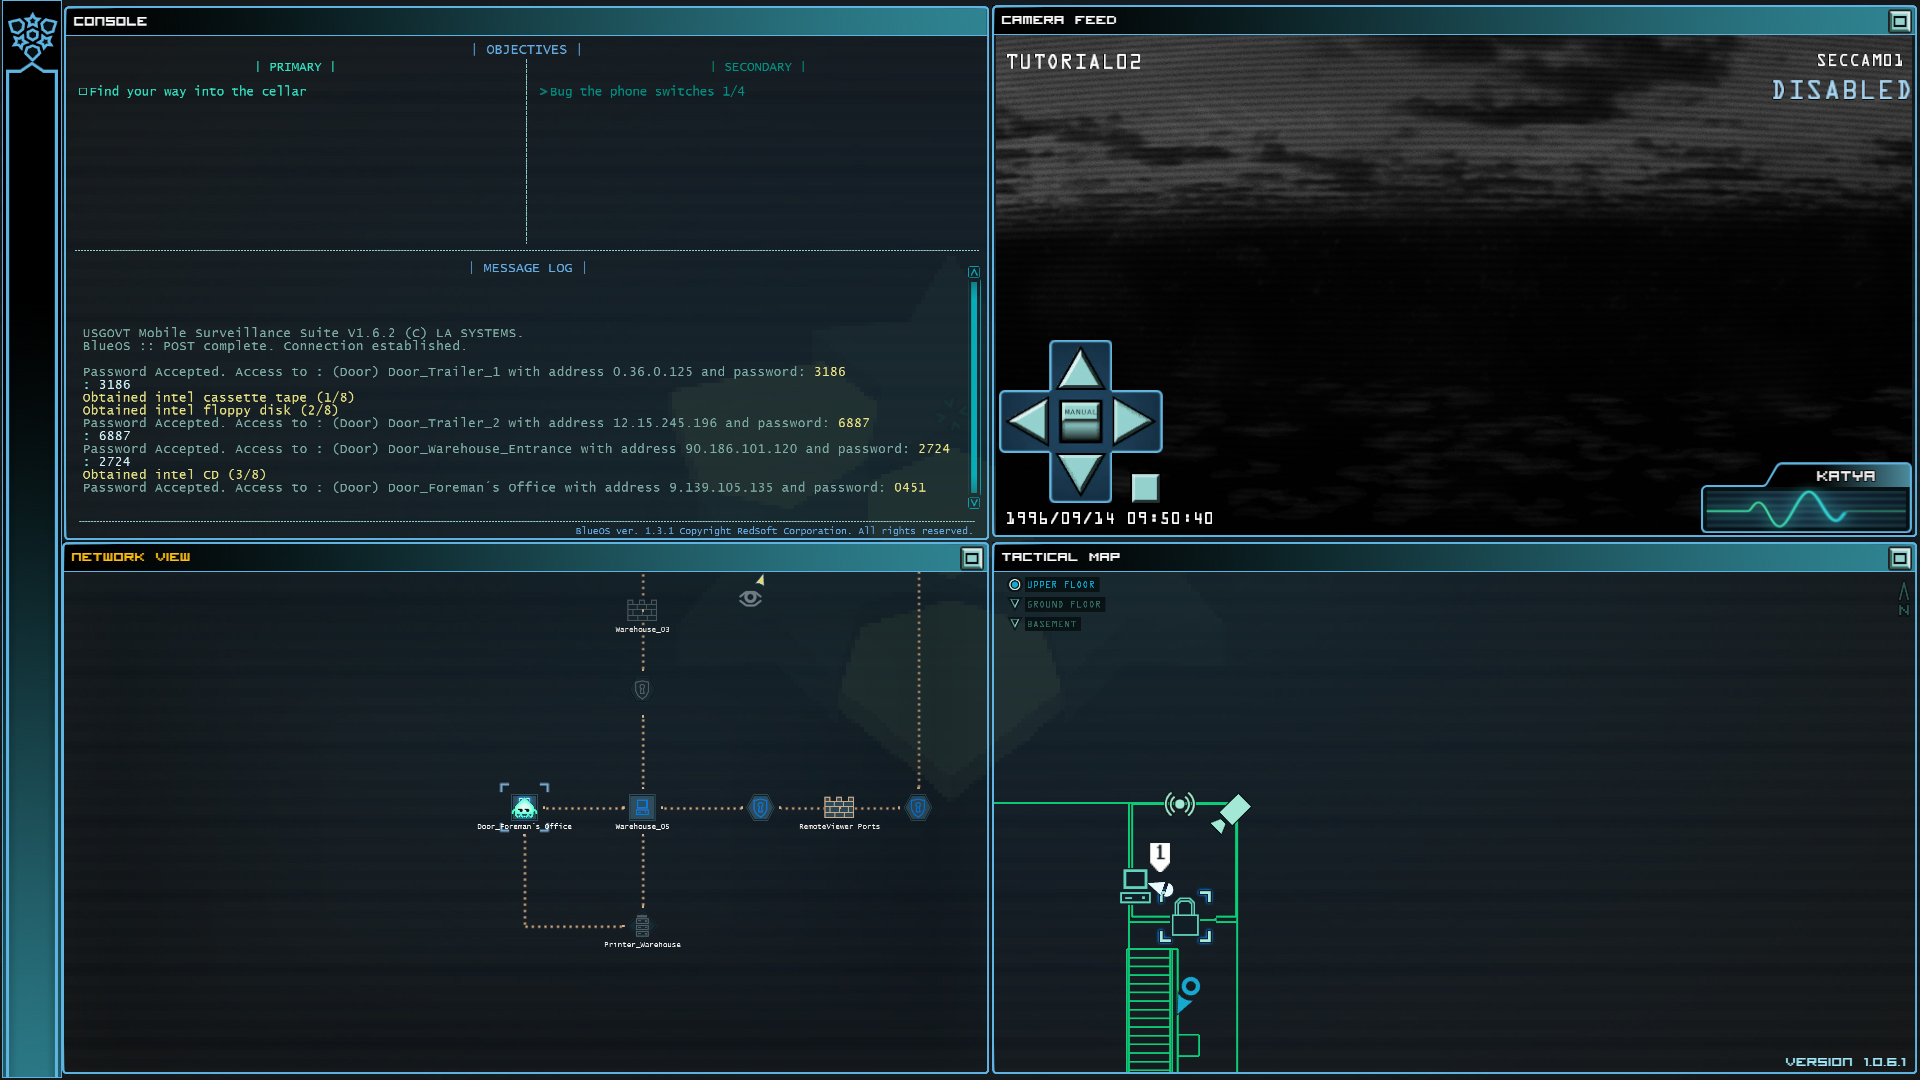 CONSOLE
| OBJECTIVES |
| PRIMARY |
| SECONDARY |
Find your way into the cellar
>Bug the phone switches 1/4
| MESSAGE LOG |
USGOVT Mobile Surveillance Suite V1.6.2 (C) LA SYSTEMS.
BlueOS :: POST complete. Connection established.
Password Accepted. Access to : (Door) Door_Trailer_1 with address 0.36.0.125 and password: 3186
: 3186
Obtained intel cassette tape (1/8)
Obtained intel floppy disk (2/8)
Password Accepted. Access to : (Door) Door_Trailer_2 with address 12.15.245.196 and password: 6887
: 6887
Password Accepted. Access to : (Door) Door_Warehouse_Entrance with address 90.186.101.120 and password: 2724
: 2724
Obtained intel CD (3/8)
Password Accepted. Access to : (Door) Door_Foreman´s Office with address 9.139.105.135 and password: 0451
BlueOS ver. 1.3.1 Copyright RedSoft Corporation. All rights reserved.
CAMERA FEED
TUTORIAL02
SECCAM01
DISABLED
MANUAL
KATYA
1996/09/14 09:50:40
NETWORK VIEW
Warehouse_03
Door_Foreman´s Office
Warehouse_05
RemoteViewer Ports
Printer_Warehouse
TACTICAL MAP
UPPER FLOOR
GROUND FLOOR
BASEMENT
N
1
VERSION 1.0.6.1